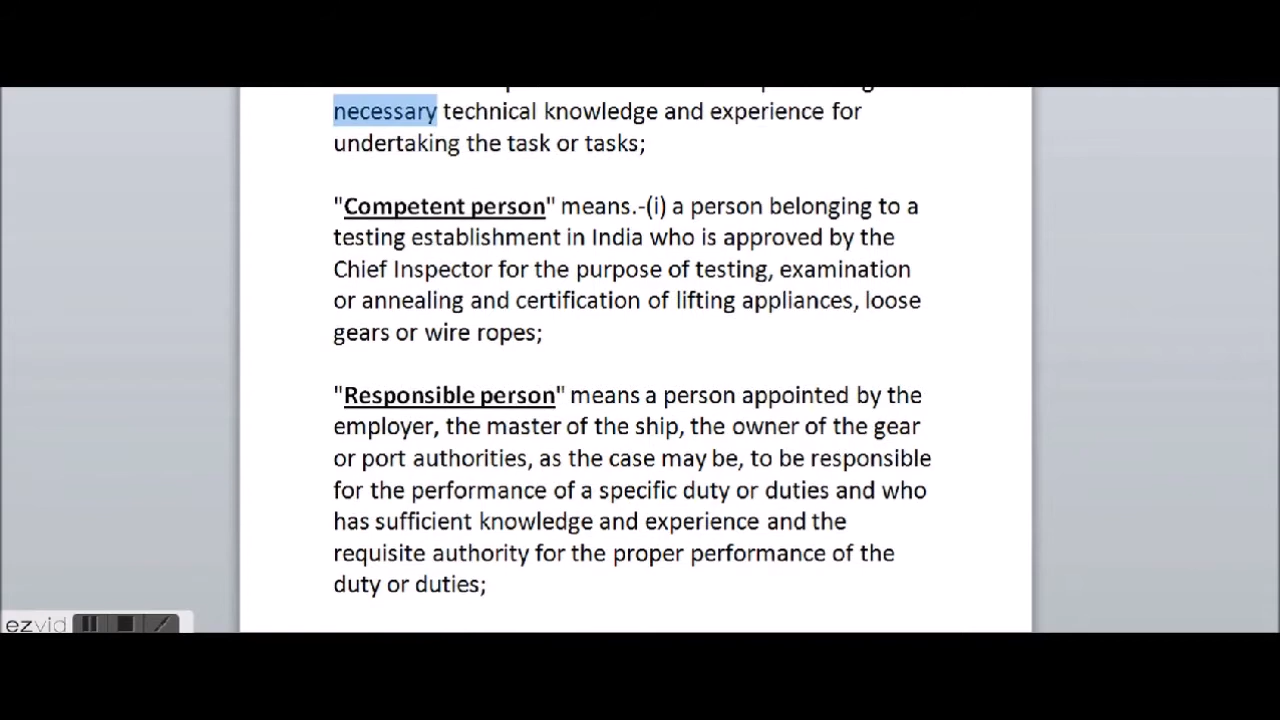 necessary technical knowledge and experience for
undertaking the task or tasks;
"Competent person" means.-(i) a person belonging to a
testing establishment in India who is approved by the
Chief Inspector for the purpose of testing, examination
or annealing and certification of lifting appliances, loose
gears or wire ropes;
"Responsible person" means a person appointed by the
employer, the master of the ship, the owner of the gear
or port authorities, as the case may be, to be responsible
for the performance of a specific duty or duties and who
has sufficient knowledge and experience and the
requisite authority for the proper performance of the
duty or duties;
ezvid